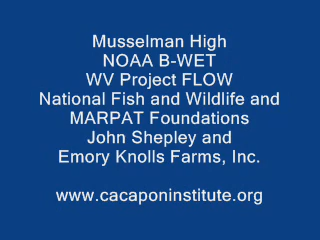 Musselman High
NOAA B-WET
WV Project FLOW
National Fish and Wildlife and
MARPAT Foundations
John Shepley and
Emory Knolls Farms, Inc.
www.cacaponinstitute.org